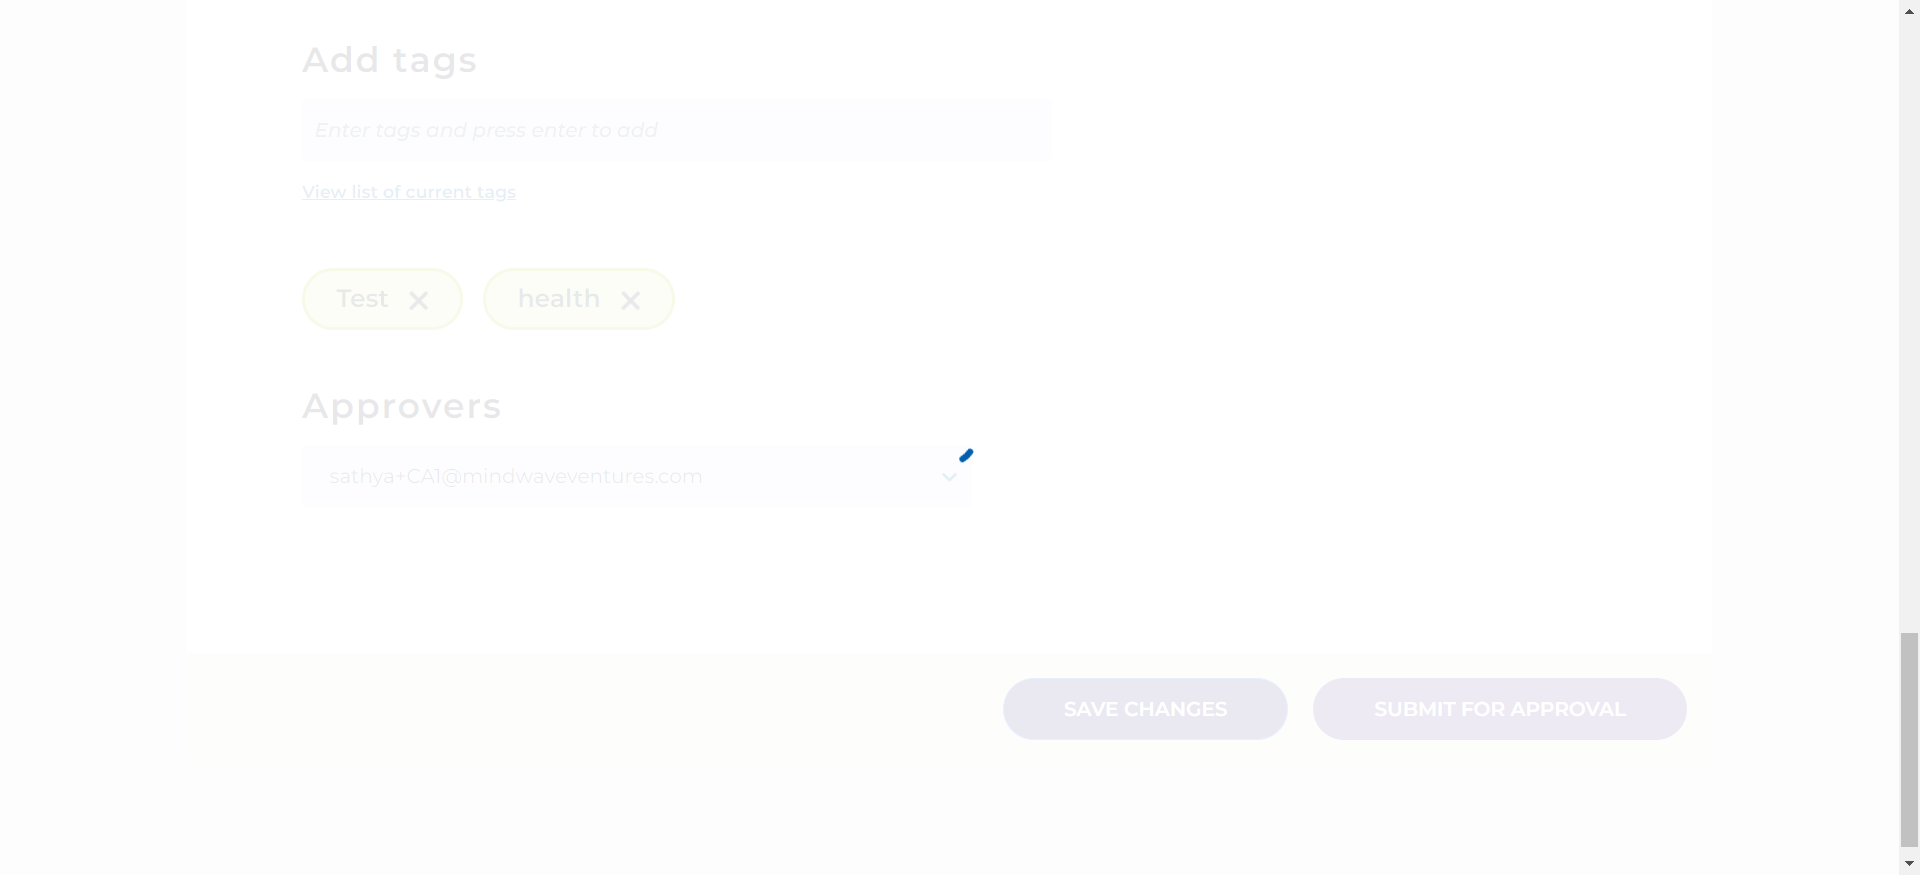 Add tags
Enter tags and press enter to add
View list of current tags
Test
health
Approvers
sathya+CA1@mindwaveventures.com
SAVE CHANGES
SUBMIT FOR APPROVAL